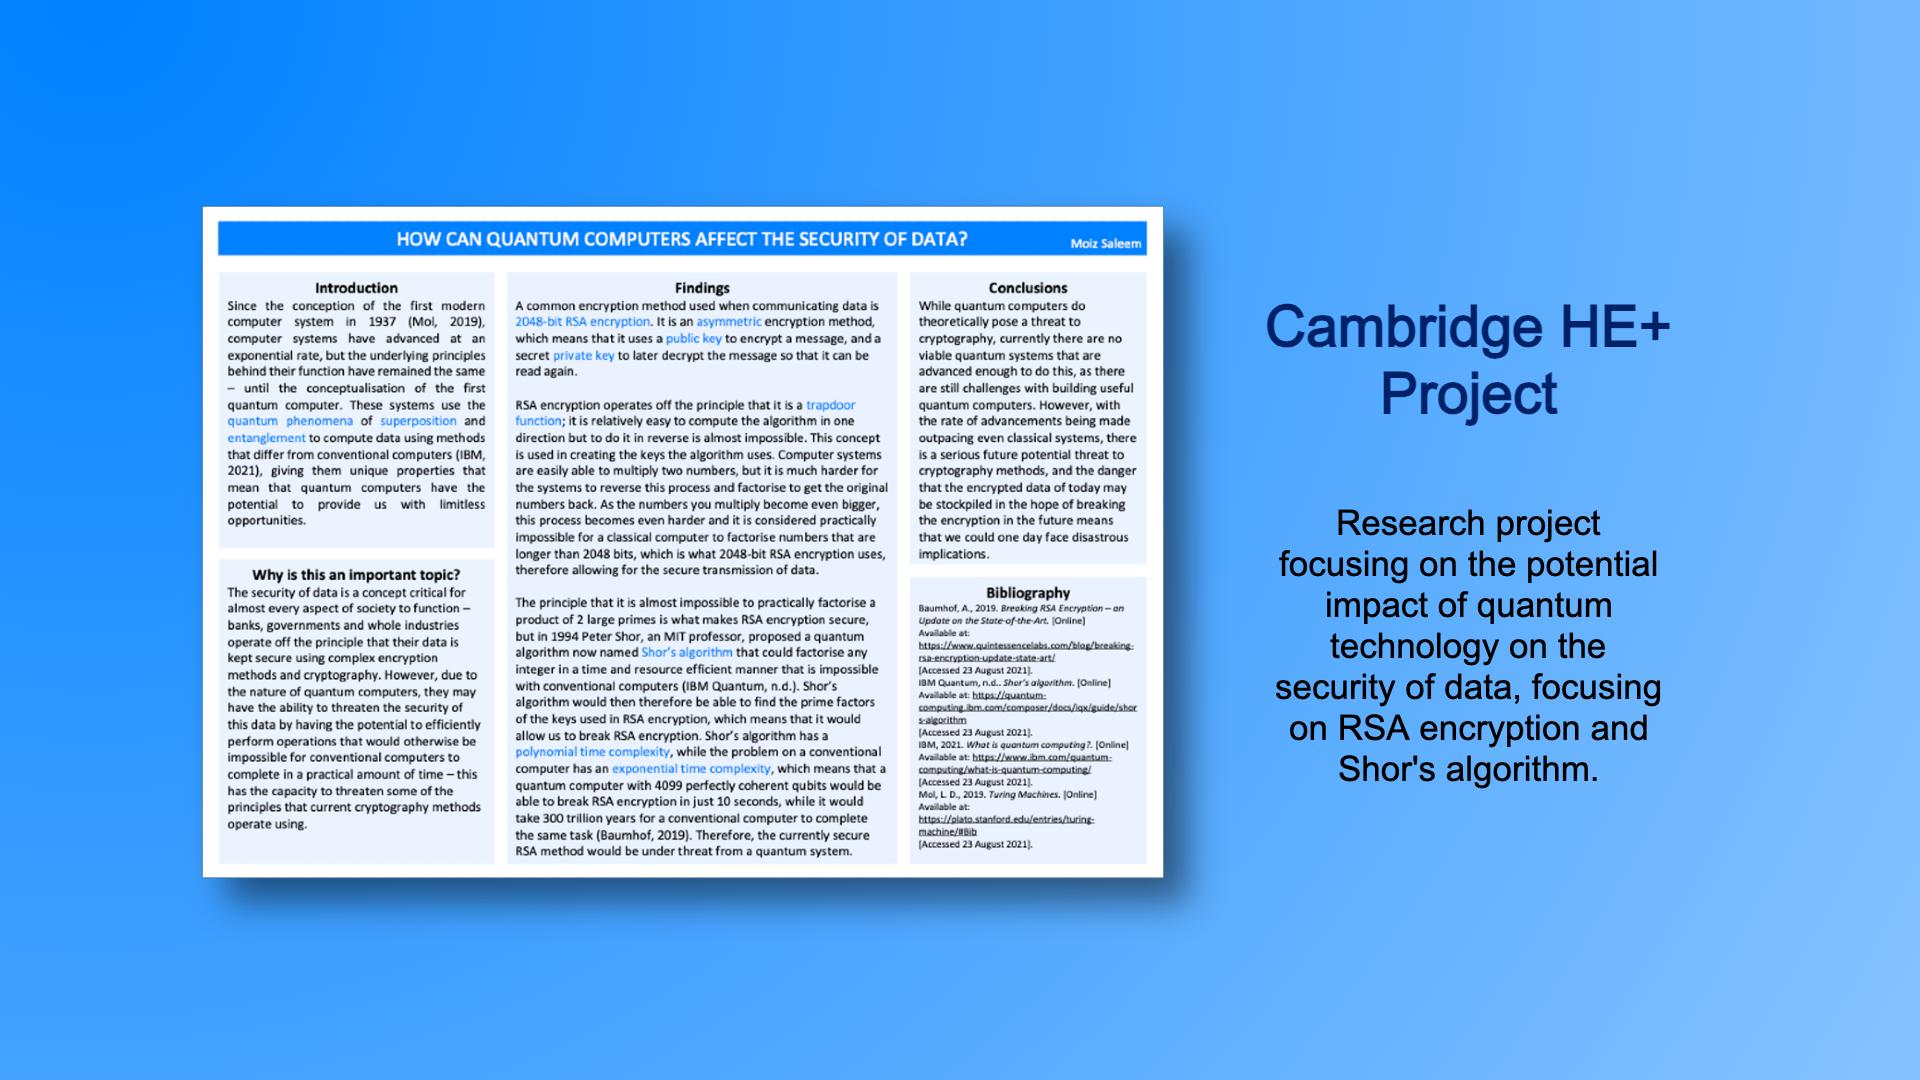 HOW CAN QUANTUM COMPUTERS AFFECT THE SECURITY OF DATA?
Moiz Saleem
Introduction
Since the conception of the first modern
computer system in 1937 (Mol, 2019),
computer systems have advanced at an
exponential rate, but the underlying principles
behind their function have remained the same
– until the conceptualisation of the first
quantum computer. These systems use the
quantum phenomena of superposition and
entanglement to compute data using methods
that differ from conventional computers (IBM,
2021), giving them unique properties that
mean that quantum computers have the
potential to provide us with limitless
opportunities.
Why is this an important topic?
The security of data is a concept critical for
almost every aspect of society to function –
banks, governments and whole industries
operate off the principle that their data is
kept secure using complex encryption
methods and cryptography. However, due to
the nature of quantum computers, they may
have the ability to threaten the security of
this data by having the potential to efficiently
perform operations that would otherwise be
impossible for conventional computers to
complete in a practical amount of time – this
has the capacity to threaten some of the
principles that current cryptography methods
operate using.
Findings
A common encryption method used when communicating data is
2048-bit RSA encryption. It is an asymmetric encryption method,
which means that it uses a public key to encrypt a message, and a
secret private key to later decrypt the message so that it can be
read again.
RSA encryption operates off the principle that it is a trapdoor
function; it is relatively easy to compute the algorithm in one
direction but to do it in reverse is almost impossible. This concept
is used in creating the keys the algorithm uses. Computer systems
are easily able to multiply two numbers, but it is much harder for
the systems to reverse this process and factorise to get the original
numbers back. As the numbers you multiply become even bigger,
this process becomes even harder and it is considered practically
impossible for a classical computer to factorise numbers that are
longer than 2048 bits, which is what 2048-bit RSA encryption uses,
therefore allowing for the secure transmission of data.
The principle that it is almost impossible to practically factorise a
product of 2 large primes is what makes RSA encryption secure,
but in 1994 Peter Shor, an MIT professor, proposed a quantum
algorithm now named Shor's algorithm that could factorise any
integer in a time and resource efficient manner that is impossible
with conventional computers (IBM Quantum, n.d.). Shor's
algorithm would then therefore be able to find the prime factors
of the keys used in RSA encryption, which means that it would
allow us to break RSA encryption. Shor's algorithm has a
polynomial time complexity, while the problem on a conventional
computer has an exponential time complexity, which means that a
quantum computer with 4099 perfectly coherent qubits would be
able to break RSA encryption in just 10 seconds, while it would
take 300 trillion years for a conventional computer to complete
the same task (Baumhof, 2019). Therefore, the currently secure
RSA method would be under threat from a quantum system.
Conclusions
While quantum computers do
theoretically pose a threat to
cryptography, currently there are no
viable quantum systems that are
advanced enough to do this, as there
are still challenges with building useful
quantum computers. However, with
the rate of advancements being made
outpacing even classical systems, there
is a serious future potential threat to
cryptography methods, and the danger
that the encrypted data of today may
be stockpiled in the hope of breaking
the encryption in the future means
that we could one day face disastrous
implications.
Bibliography
Baumhof, A., 2019. Breaking RSA Encryption – an
Update on the State-of-the-Art. [Online]
Available at:
https://www.quintessencelabs.com/blog/breaking-
rsa-encryption-update-state-art/
[Accessed 23 August 2021].
IBM Quantum, n.d.. Shor's algorithm. [Online]
Available at: https://quantum-
computing.ibm.com/composer/docs/iqx/guide/shor
s-algorithm
[Accessed 23 August 2021].
IBM, 2021. What is quantum computing?. [Online]
Available at: https://www.ibm.com/quantum-
computing/what-is-quantum-computing/
[Accessed 23 August 2021].
Mol, L. D., 2019. Turing Machines. [Online]
Available at:
https://plato.stanford.edu/entries/turing-
machine/#Bib
[Accessed 23 August 2021].
Cambridge HE+
Project
Research project
focusing on the potential
impact of quantum
technology on the
security of data, focusing
on RSA encryption and
Shor's algorithm.